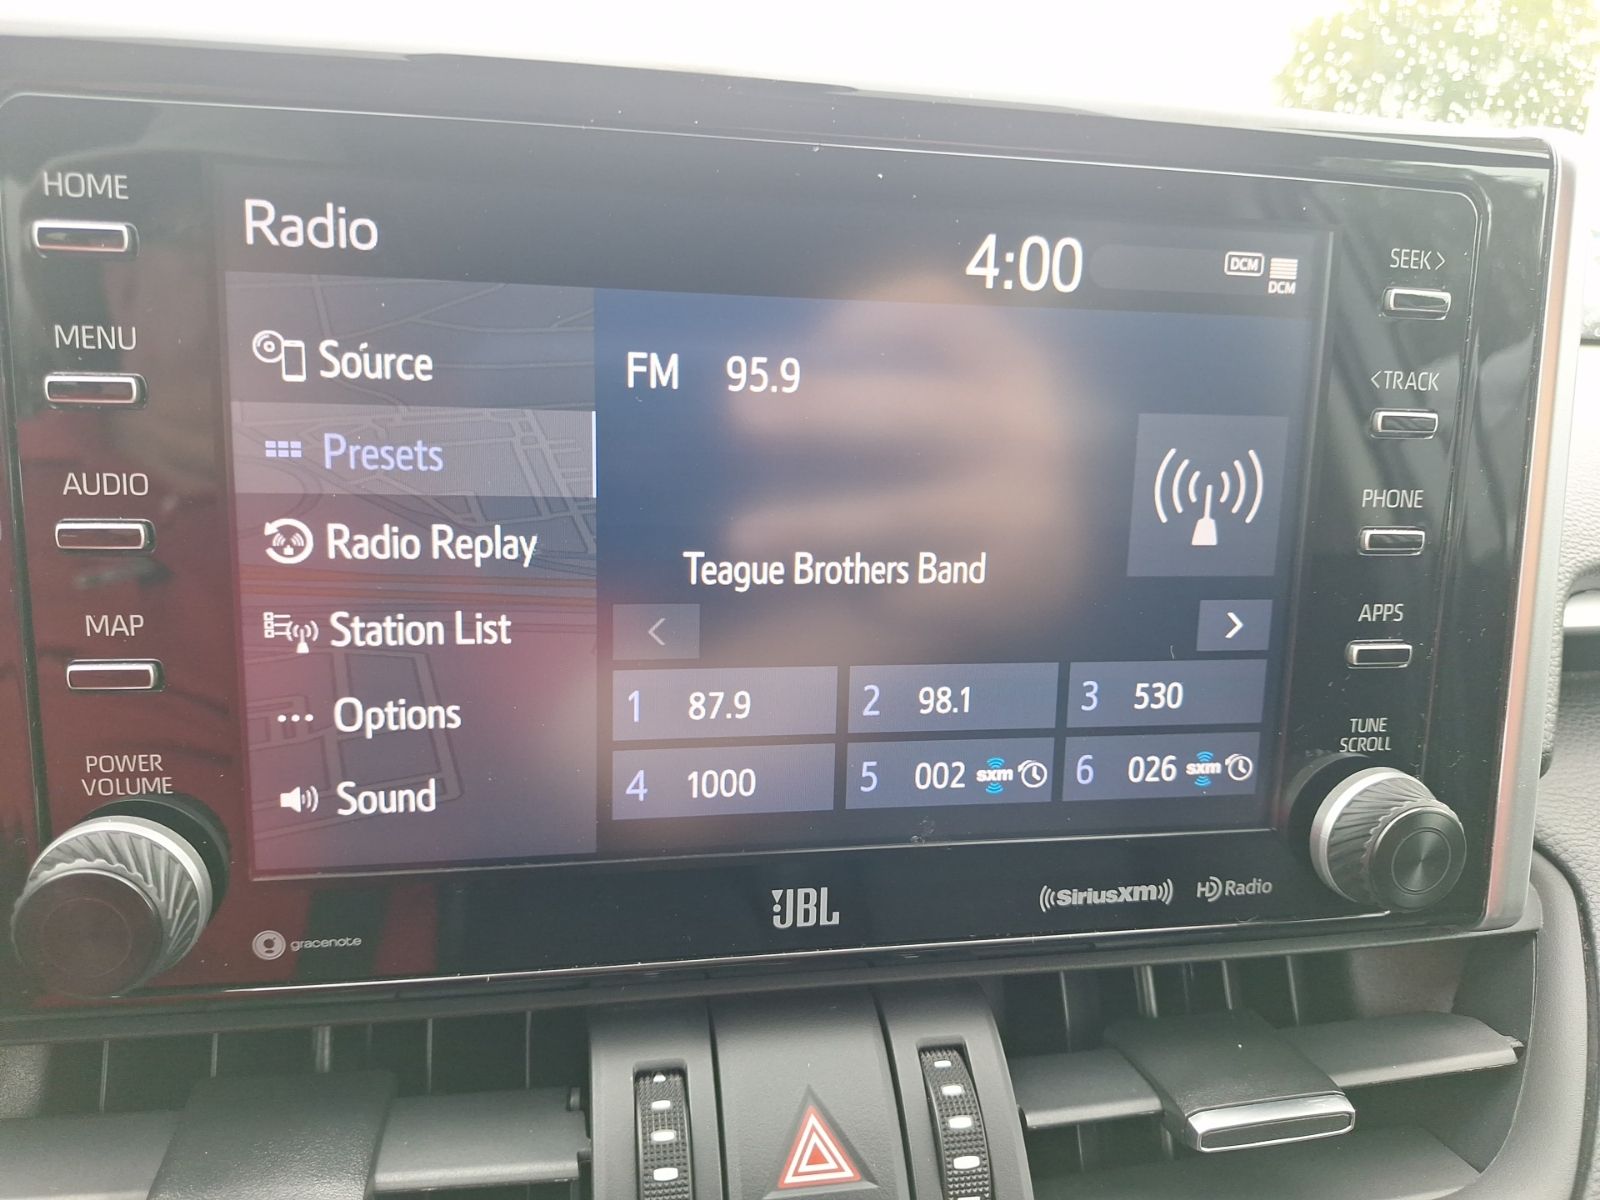 HOME
MENU
AUDIO
MAP
POWER
VOLUME
Radio
4:00
DCM
DCM
Source
Presets
Radio Replay
Station List
Options
Sound
FM 95.9
Teague Brothers Band
<
>
1 87.9
2 98.1
3 530
4 1000
5 002 sxm
6 026 sxm
SEEK>
<TRACK
PHONE
APPS
TUNE
SCROLL
gracenote
JBL
((SiriusXM))
HD Radio